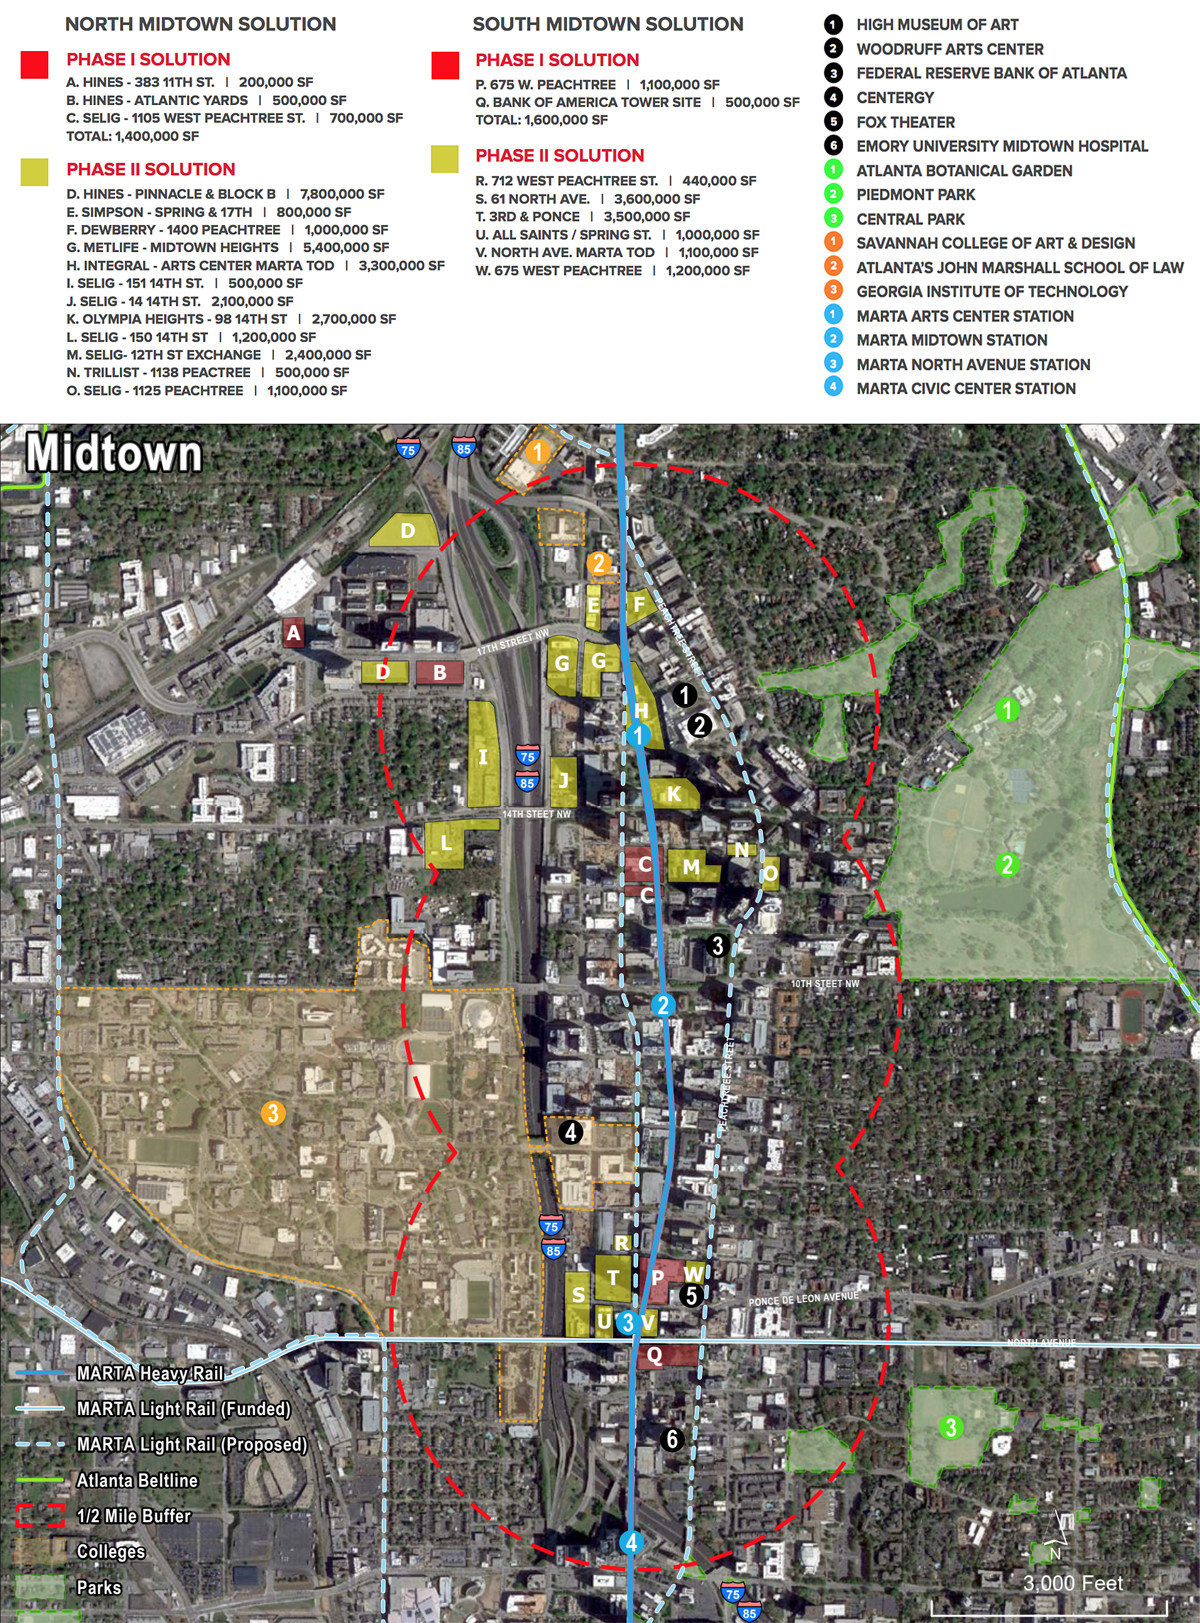 NORTH MIDTOWN SOLUTION
PHASE I SOLUTION
A. HINES - 383 11TH ST. | 200,000 SF
B. HINES - ATLANTIC YARDS | 500,000 SF
C. SELIG - 1105 WEST PEACHTREE ST. | 700,000 SF
TOTAL: 1,400,000 SF
PHASE II SOLUTION
D. HINES - PINNACLE & BLOCK B | 7,800,000 SF
E. SIMPSON - SPRING & 17TH | 800,000 SF
F. DEWBERRY - 1400 PEACHTREE | 1,000,000 SF
G. METLIFE - MIDTOWN HEIGHTS | 5,400,000 SF
H. INTEGRAL - ARTS CENTER MARTA TOD | 3,300,000 SF
I. SELIG - 151 14TH ST. | 500,000 SF
J. SELIG - 14 14TH ST. 2,100,000 SF
K. OLYMPIA HEIGHTS - 98 14TH ST | 2,700,000 SF
L. SELIG - 150 14TH ST | 1,200,000 SF
M. SELIG- 12TH ST EXCHANGE | 2,400,000 SF
N. TRILLIST - 1138 PEACTREE | 500,000 SF
O. SELIG - 1125 PEACHTREE | 1,100,000 SF
SOUTH MIDTOWN SOLUTION
PHASE I SOLUTION
P. 675 W. PEACHTREE | 1,100,000 SF
Q. BANK OF AMERICA TOWER SITE | 500,000 SF
TOTAL: 1,600,000 SF
PHASE II SOLUTION
R. 712 WEST PEACHTREE ST. | 440,000 SF
S. 61 NORTH AVE. | 3,600,000 SF
T. 3RD & PONCE | 3,500,000 SF
U. ALL SAINTS / SPRING ST. | 1,000,000 SF
V. NORTH AVE. MARTA TOD | 1,100,000 SF
W. 675 WEST PEACHTREE | 1,200,000 SF
1 HIGH MUSEUM OF ART
2 WOODRUFF ARTS CENTER
3 FEDERAL RESERVE BANK OF ATLANTA
4 CENTERGY
5 FOX THEATER
6 EMORY UNIVERSITY MIDTOWN HOSPITAL
1 ATLANTA BOTANICAL GARDEN
2 PIEDMONT PARK
3 CENTRAL PARK
1 SAVANNAH COLLEGE OF ART & DESIGN
2 ATLANTA'S JOHN MARSHALL SCHOOL OF LAW
3 GEORGIA INSTITUTE OF TECHNOLOGY
1 MARTA ARTS CENTER STATION
2 MARTA MIDTOWN STATION
3 MARTA NORTH AVENUE STATION
4 MARTA CIVIC CENTER STATION
Midtown
75
85
1
D
2
E
F
PEACHTREE STREET
A
17TH STREET NW
G
G
D
B
1
H
2
1
1
I
75
85
J
K
14TH STEET NW
L
C
M
N
O
2
C
3
10TH STEET NW
2
PEACHTREE STREET
3
4
75
85
R
T
P
W
S
5
PONCE DE LEON AVENUE
U
3
V
NORTH AVENUE
Q
MARTA Heavy Rail
MARTA Light Rail (Funded)
MARTA Light Rail (Proposed)
Atlanta Beltline
1/2 Mile Buffer
Colleges
Parks
3
6
4
75
85
N
3,000 Feet